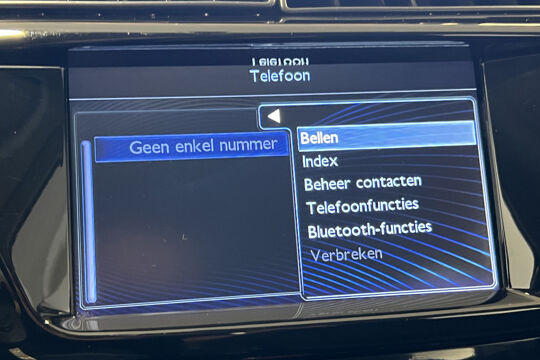 Telefoon
Geen enkel nummer
Bellen
Index
Beheer contacten
Telefoonfuncties
Bluetooth-functies
Verbreken